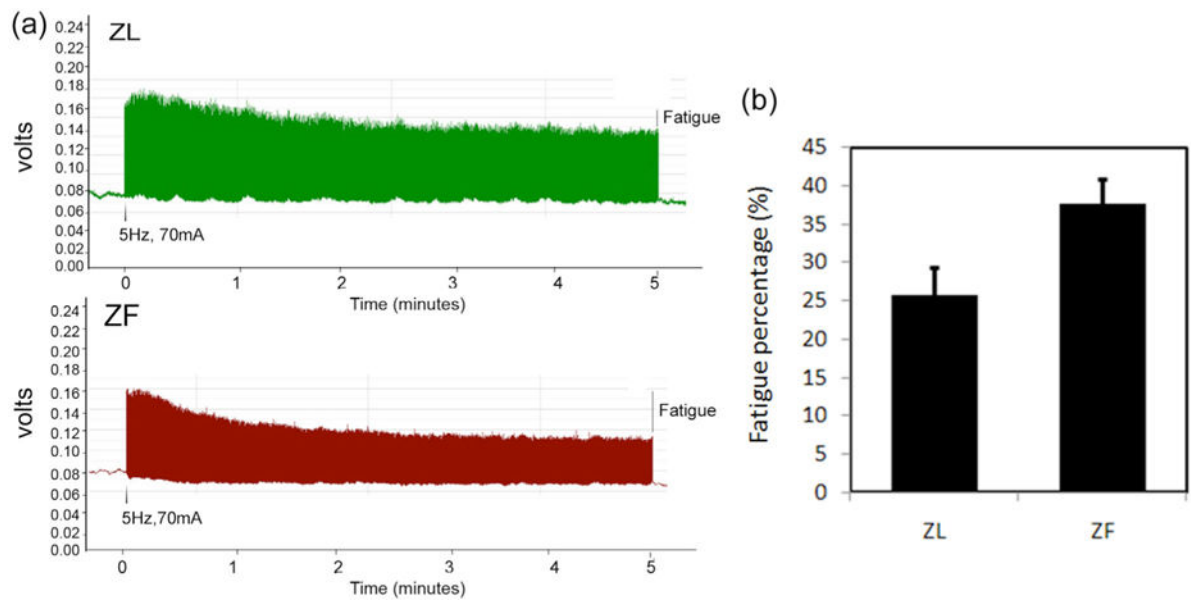 (a)
ZL
0.24
0.22
0.20
0.18
0.16
0.14
0.12
0.10
0.08
0.06
0.04
0.02
0.00
volts
Fatigue
5Hz, 70mA
0 1 2 3 4 5
Time (minutes)
ZF
0.24
0.22
0.20
0.18
0.16
0.14
0.12
0.10
0.08
0.06
0.04
0.02
0.00
volts
Fatigue
5Hz,70mA
0 1 2 3 4 5
Time (minutes)
(b)
Fatigue percentage (%)
45
40
35
30
25
20
15
10
5
0
ZL ZF